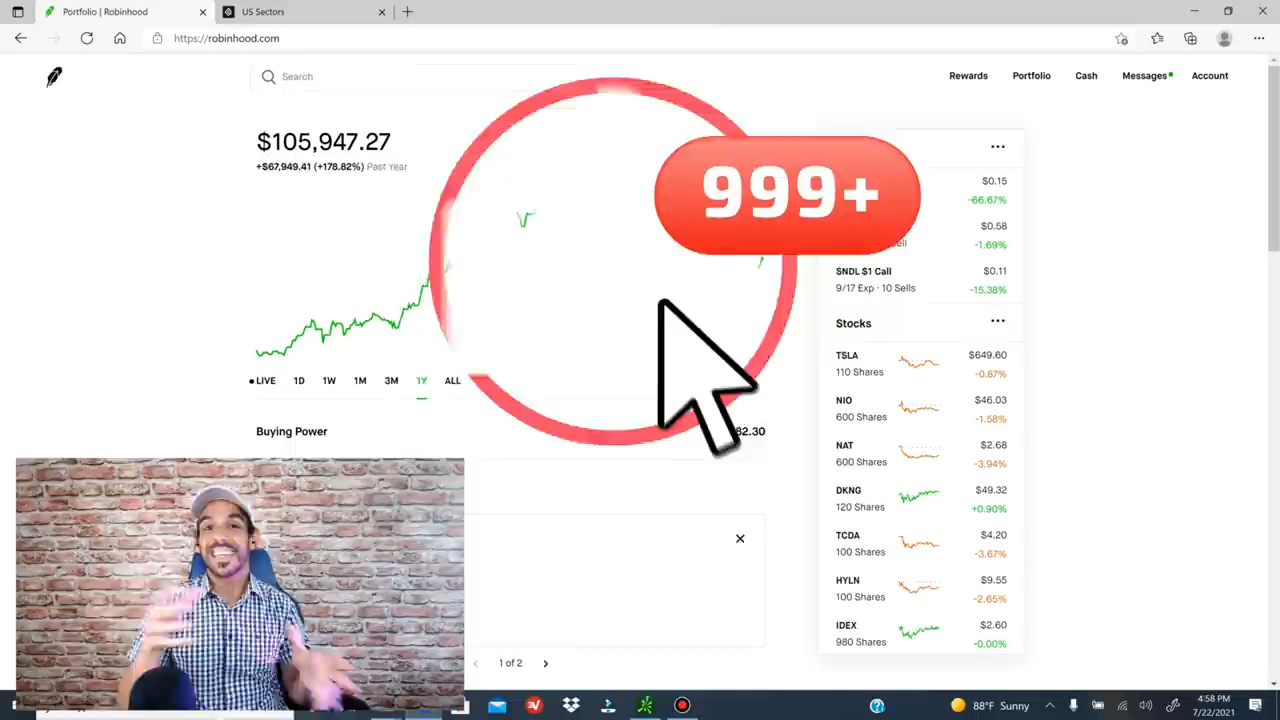 Portfolio | Robinhood
US Sectors
https://robinhood.com
Search
Rewards
Portfolio
Cash
Messages
Account
$105,947.27
+$67,949.41 (+178.82%) Past Year
999+
$0.15
-66.67%
$0.58
-1.69%
SNDL $1 Call
$0.11
9/17 Exp · 10 Sells
-15.38%
Stocks
TSLA
$649.60
110 Shares
-0.87%
NIO
$46.03
600 Shares
-1.58%
NAT
$2.68
600 Shares
-3.94%
DKNG
$49.32
120 Shares
+0.90%
TCDA
$4.20
100 Shares
-3.67%
HYLN
$9.55
100 Shares
-2.65%
IDEX
$2.60
980 Shares
-0.00%
LIVE 1D 1W 1M 3M 1Y ALL
Buying Power
1 of 2
88°F Sunny
4:58 PM
7/22/2021